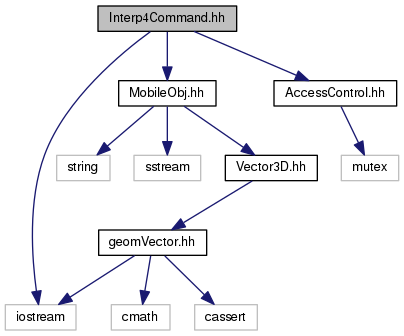 Interp4Command.hh
MobileObj.hh
AccessControl.hh
string
sstream
Vector3D.hh
mutex
geomVector.hh
iostream
cmath
cassert